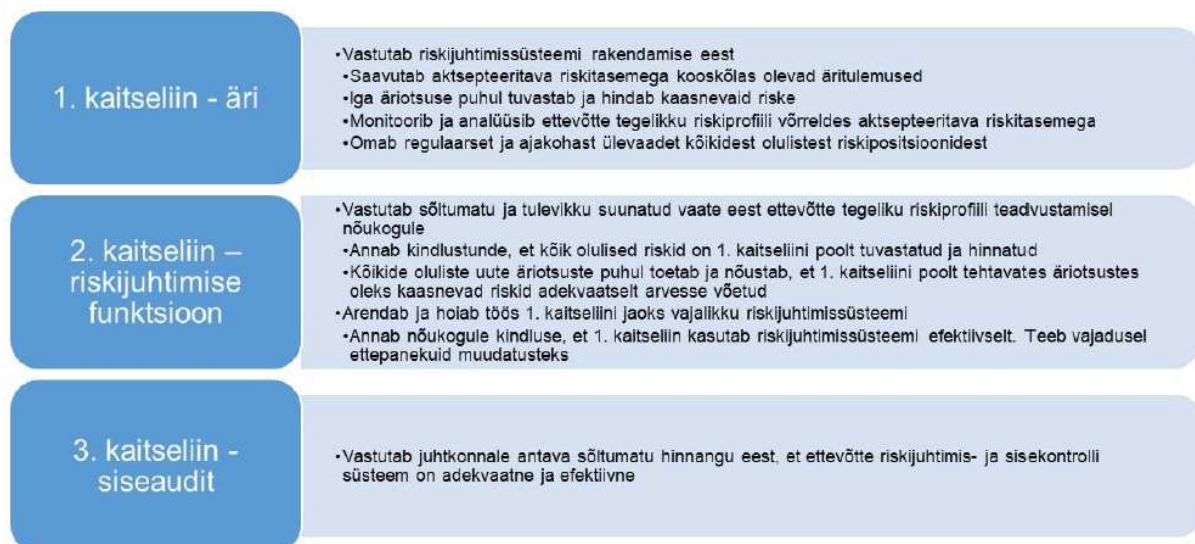 1. kaitseliin - äri
•Vastutab riskijuhtimissüsteemi rakendamise eest
•Saavutab aktsepteeritava riskitasemega kooskõlas olevad äritulemused
•Iga äriotsuse puhul tuvastab ja hindab kaasnevaid riske
•Monitoorib ja analüüsib ettevõtte tegelikku riskiprofiili võrreldes aktsepteeritava riskitasemega
•Omab regulaarset ja ajakohast ülevaadet kõikidest olulistest riskipositsioonidest
2. kaitseliin –
riskijuhtimise
funktsioon
•Vastutab sõltumatu ja tulevikku suunatud vaate eest ettevõtte tegeliku riskiprofiili teadvustamisel
nõukogule
•Annab kindlustunde, et kõik olulised riskid on 1. kaitseliini poolt tuvastatud ja hinnatud
•Kõikide oluliste uute äriotsuste puhul toetab ja nõustab, et 1. kaitseliini poolt tehtavates äriotsustes
oleks kaasnevad riskid adekvaatselt arvesse võetud
•Arendab ja hoiab töös 1. kaitseliini jaoks vajalikku riskijuhtimissüsteemi
•Annab nõukogule kindluse, et 1. kaitseliin kasutab riskijuhtimissüsteemi efektiivselt. Teeb vajadusel
ettepanekuid muudatusteks
3. kaitseliin -
siseaudit
•Vastutab juhtkonnale antava sõltumatu hinnangu eest, et ettevõtte riskijuhtimis- ja sisekontrolli
süsteem on adekvaatne ja efektiivne